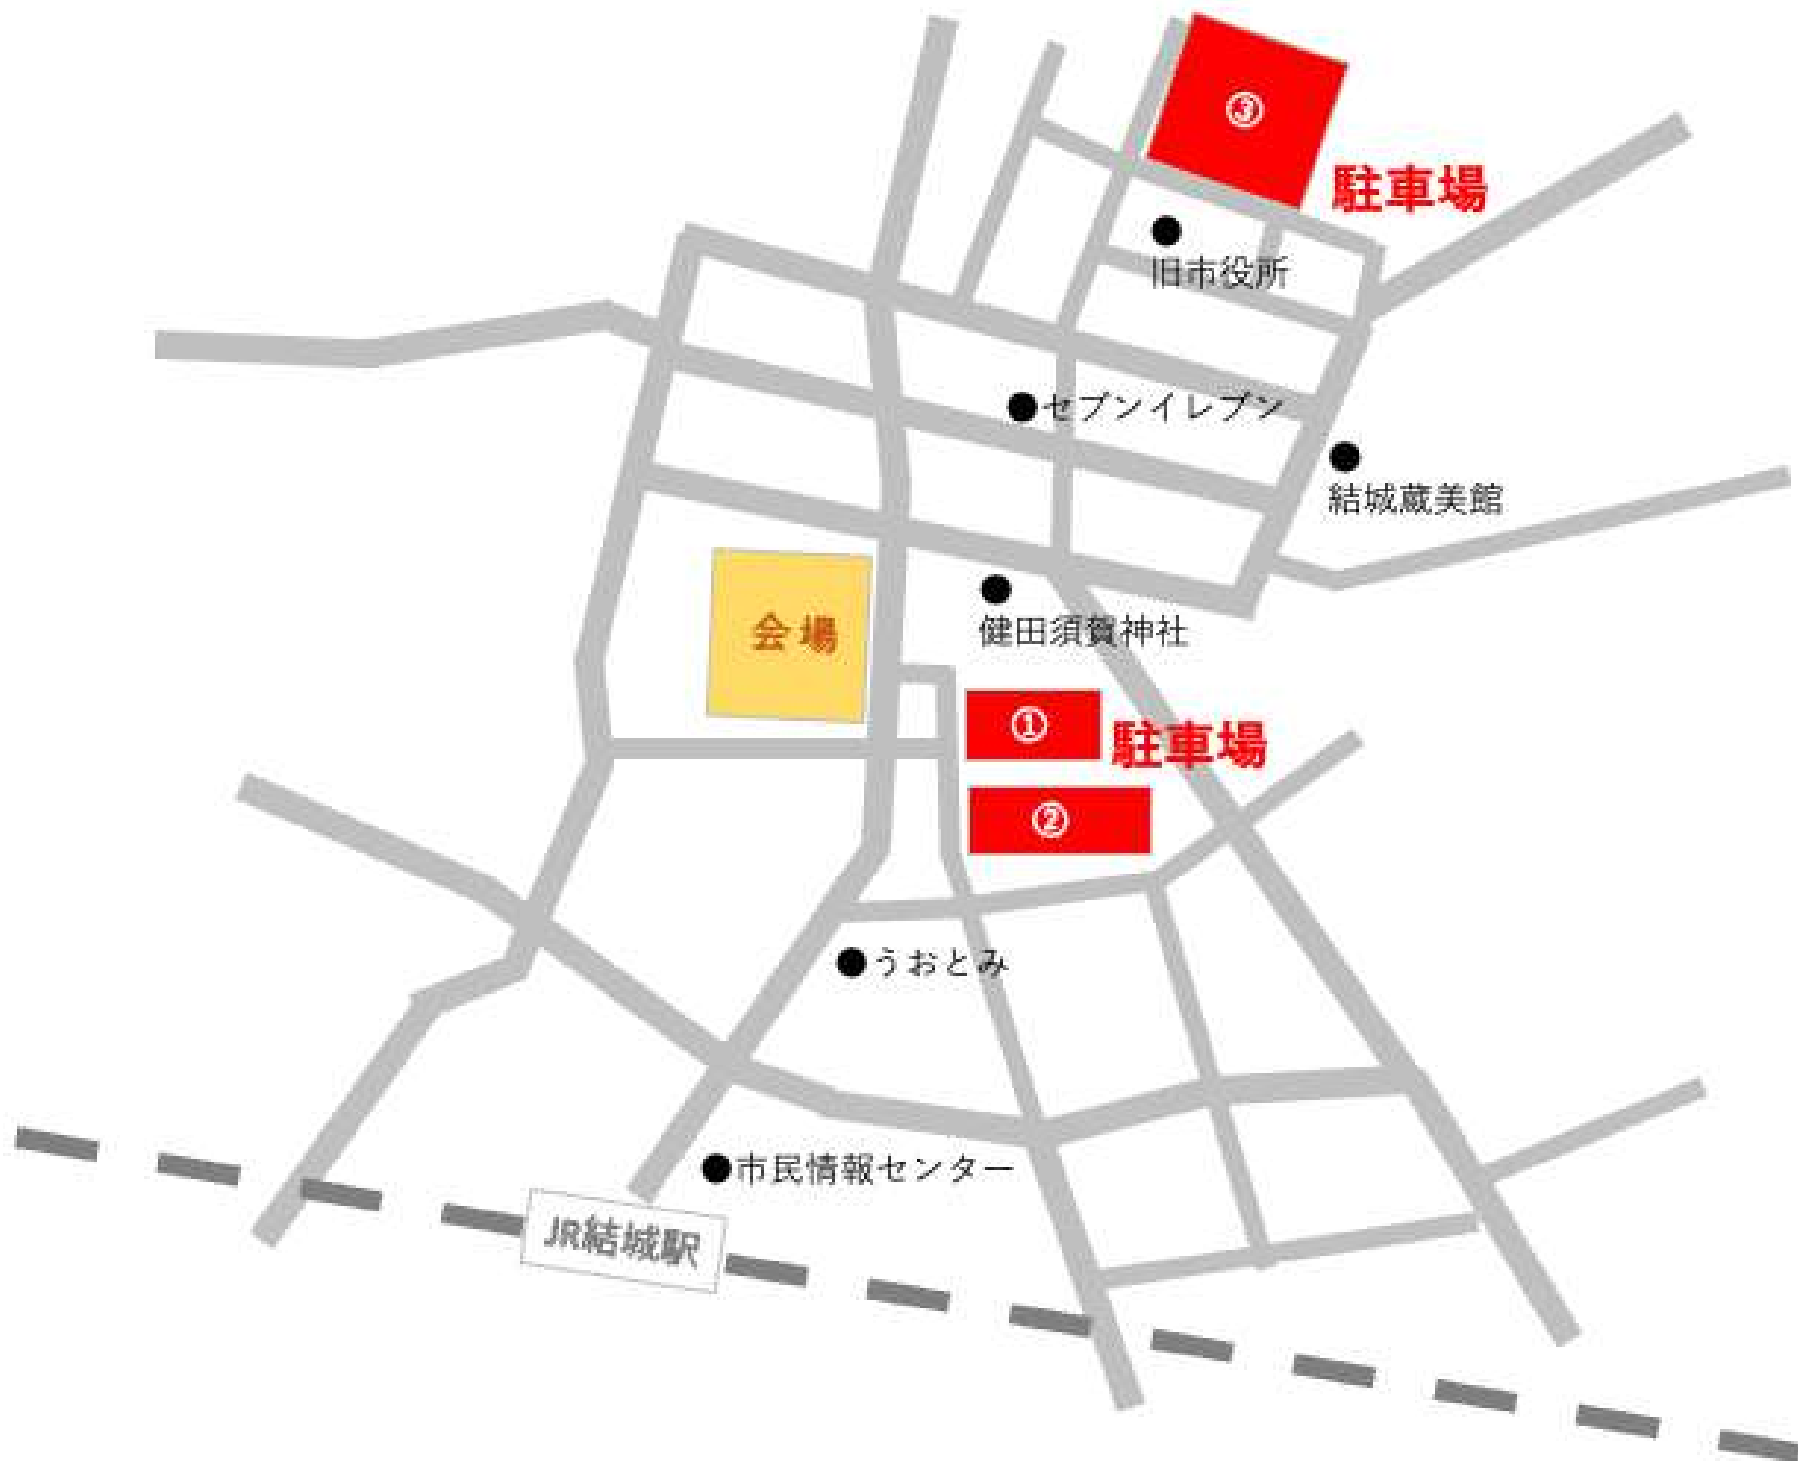 ③
駐車場
●
旧市役所
●セブンイレブン
●
結城蔵美館
会場
●
健田須賀神社
①
駐車場
②
●うおとみ
●市民情報センター
JR結城駅